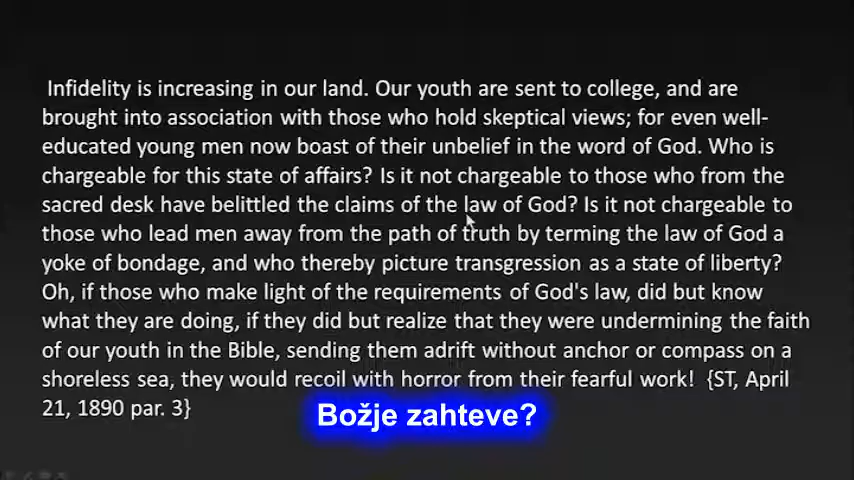 Infidelity is increasing in our land. Our youth are sent to college, and are
brought into association with those who hold skeptical views; for even well-
educated young men now boast of their unbelief in the word of God. Who is
chargeable for this state of affairs? Is it not chargeable to those who from the
sacred desk have belittled the claims of the law of God? Is it not chargeable to
those who lead men away from the path of truth by terming the law of God a
yoke of bondage, and who thereby picture transgression as a state of liberty?
Oh, if those who make light of the requirements of God's law, did but know
what they are doing, if they did but realize that they were undermining the faith
of our youth in the Bible, sending them adrift without anchor or compass on a
shoreless sea, they would recoil with horror from their fearful work! {ST, April
21, 1890 par. 3}
Božje zahteve?